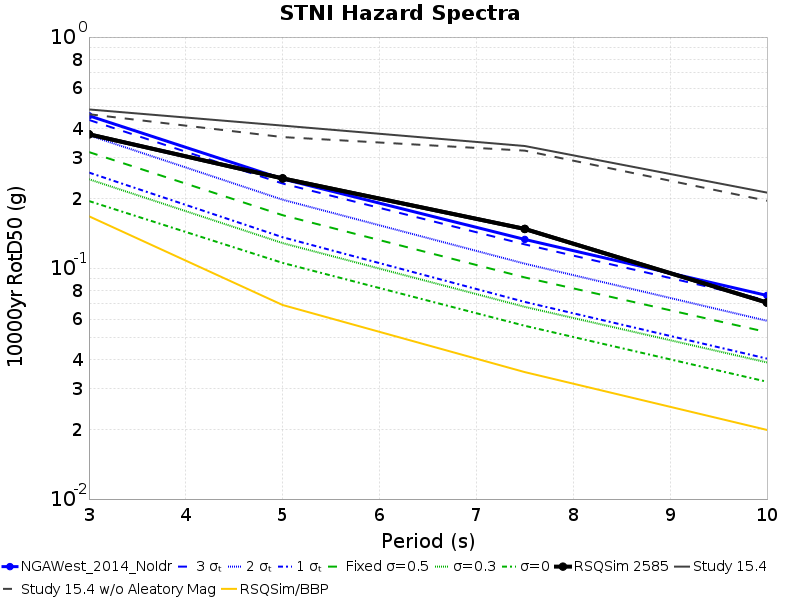 STNI Hazard Spectra
10000yr RotD50 (g)
10⁰
8
6
4
3
2
10⁻¹
8
6
4
3
2
10⁻²
3 4 5 6 7 8 9 10
Period (s)
NGAWest_2014_NoIdr 3 σₜ 2 σₜ 1 σₜ Fixed σ=0.5 σ=0.3 σ=0 RSQSim 2585 Study 15.4
Study 15.4 w/o Aleatory Mag RSQSim/BBP